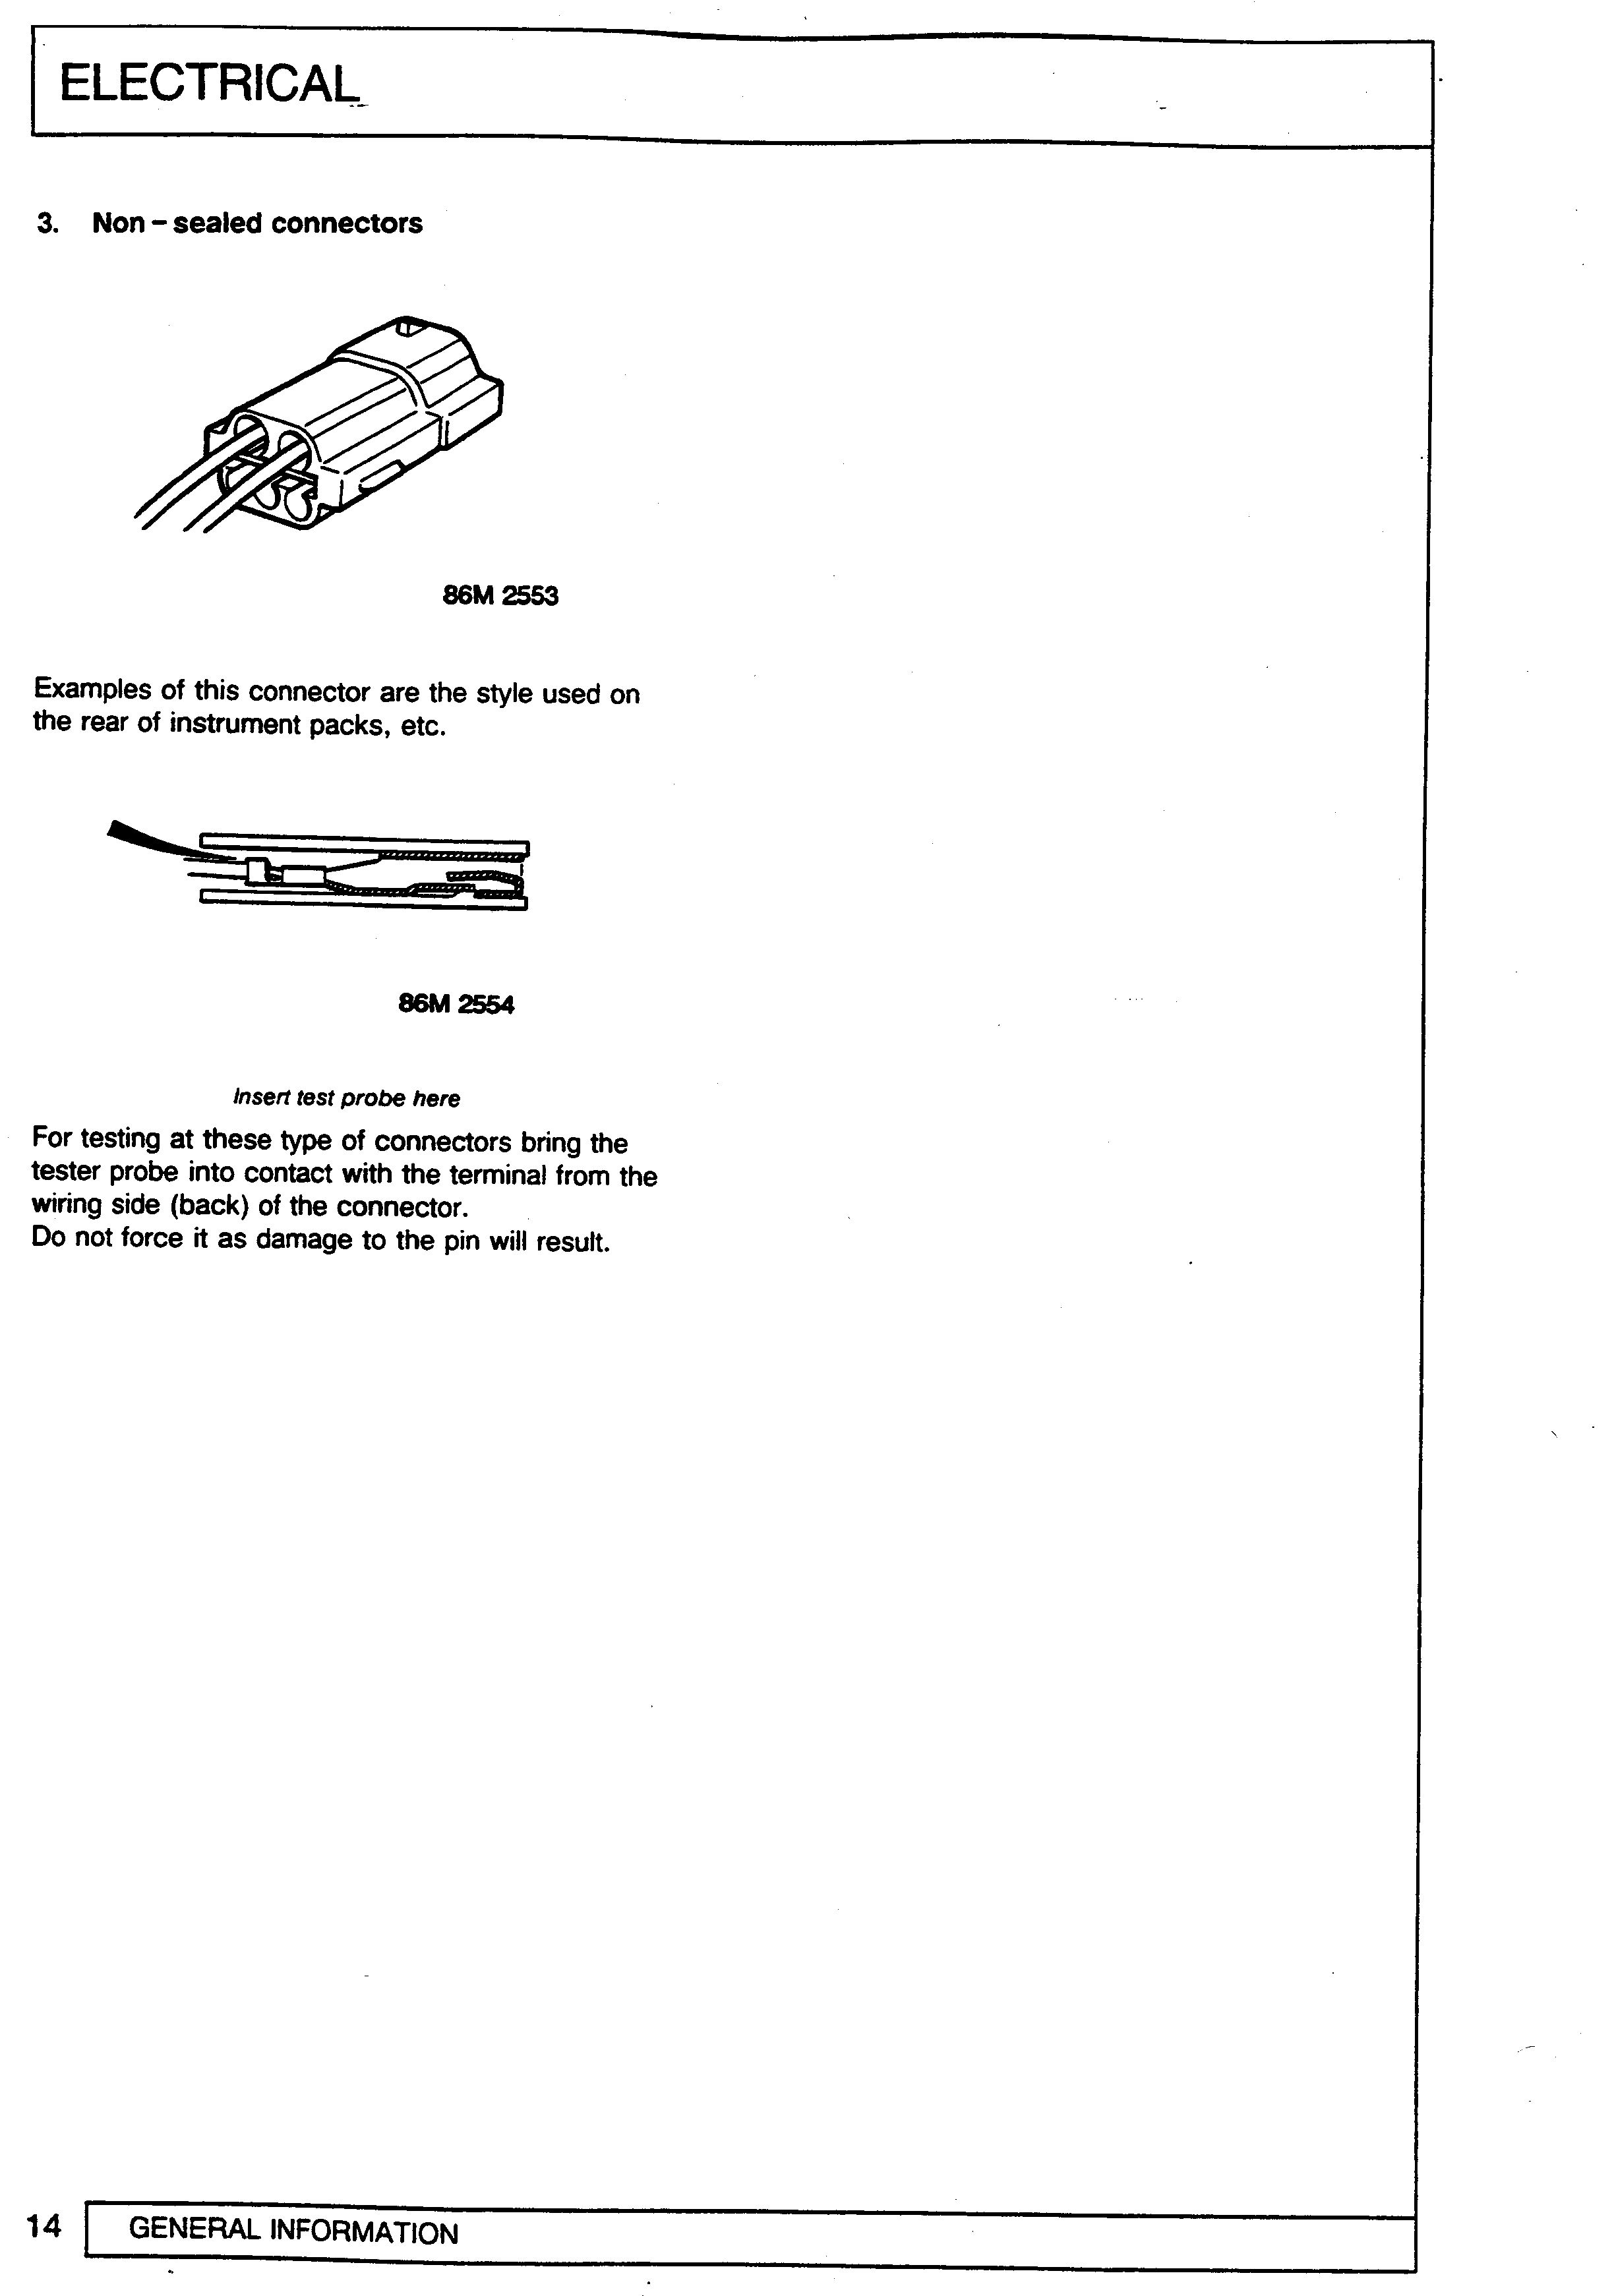 ELECTRICAL
3. Non – sealed connectors
86M 2553
Examples of this connector are the style used on
the rear of instrument packs, etc.
86M 2554
Insert test probe here
For testing at these type of connectors bring the
tester probe into contact with the terminal from the
wiring side (back) of the connector.
Do not force it as damage to the pin will result.
14 GENERAL INFORMATION